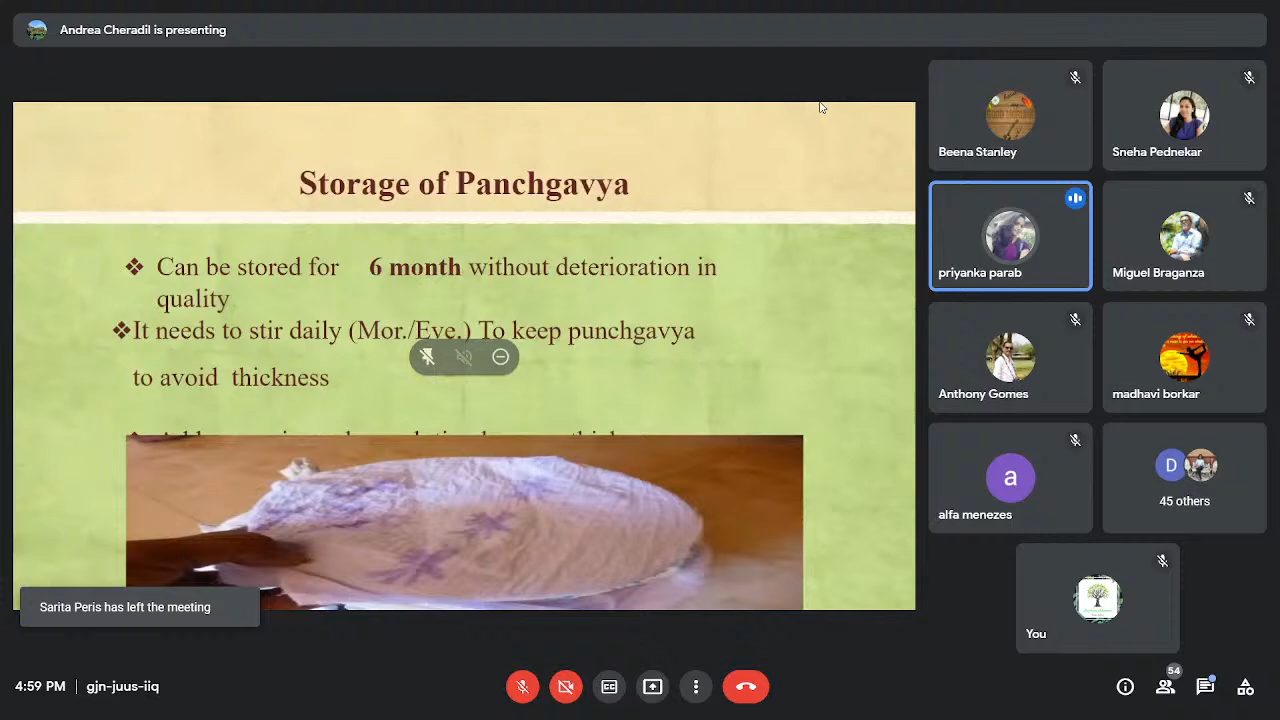 Andrea Cheradil is presenting
Storage of Panchgavya
❖ Can be stored for 6 month without deterioration in
quality
❖It needs to stir daily (Mor./Eve.) To keep punchgavya
to avoid thickness
Beena Stanley
Sneha Pednekar
priyanka parab
Miguel Braganza
Anthony Gomes
madhavi borkar
a
alfa menezes
D
45 others
You
Sarita Peris has left the meeting
4:59 PM | gjn-juus-iiq
54